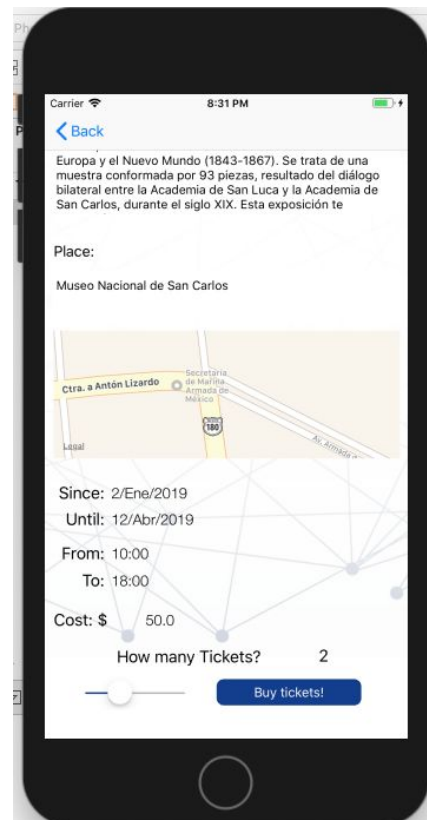 Carrier 8:31 PM
Back
Europa y el Nuevo Mundo (1843-1867). Se trata de una
muestra conformada por 93 piezas, resultado del diálogo
bilateral entre la Academia de San Luca y la Academia de
San Carlos, durante el siglo XIX. Esta exposición te
Place:
Museo Nacional de San Carlos
Secretaría
de Marina
Armada de
México
Ctra. a Antón Lizardo
180
Legal
Av. Armada
Since: 2/Ene/2019
Until: 12/Abr/2019
From: 10:00
To: 18:00
Cost: $ 50.0
How many Tickets? 2
Buy tickets!